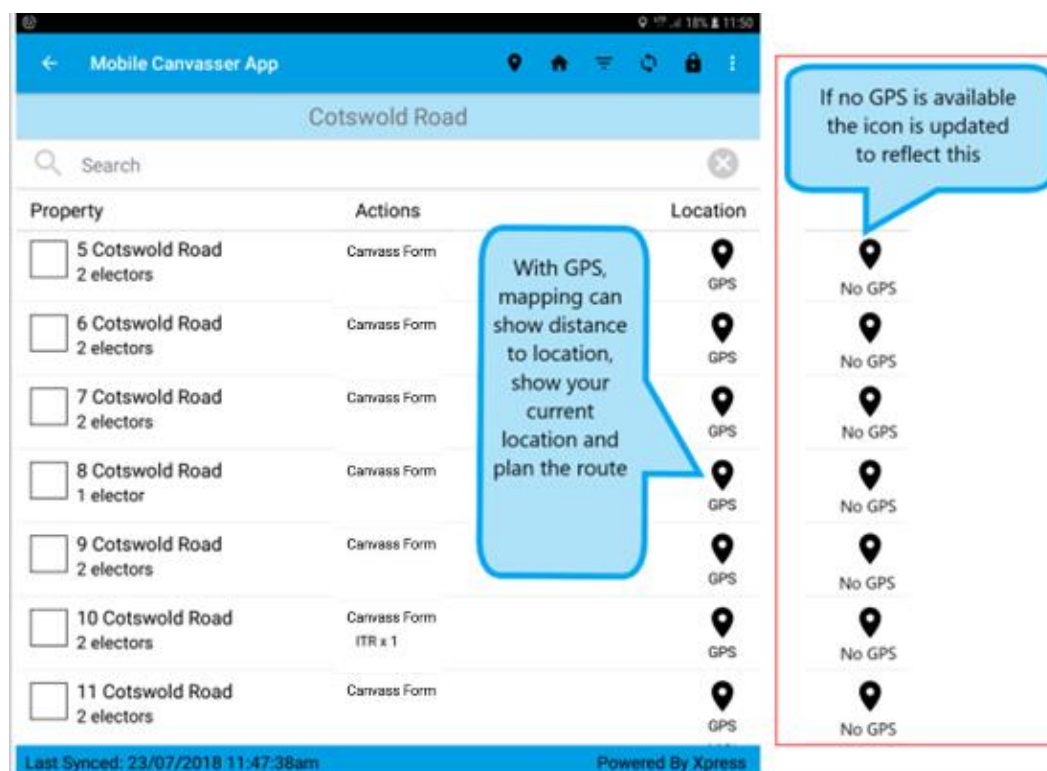 18% 11:50
Mobile Canvasser App
Cotswold Road
Search
Property Actions Location
5 Cotswold Road Canvass Form
2 electors
GPS
6 Cotswold Road Canvass Form
2 electors
GPS
7 Cotswold Road Canvass Form
2 electors
GPS
8 Cotswold Road Canvass Form
1 elector
GPS
9 Cotswold Road Canvass Form
2 electors
GPS
10 Cotswold Road Canvass Form
2 electors ITR x 1
GPS
11 Cotswold Road Canvass Form
2 electors
GPS
With GPS,
mapping can
show distance
to location,
show your
current
location and
plan the route
Last Synced: 23/07/2018 11:47:38am Powered By Xpress
If no GPS is available
the icon is updated
to reflect this
No GPS
No GPS
No GPS
No GPS
No GPS
No GPS
No GPS